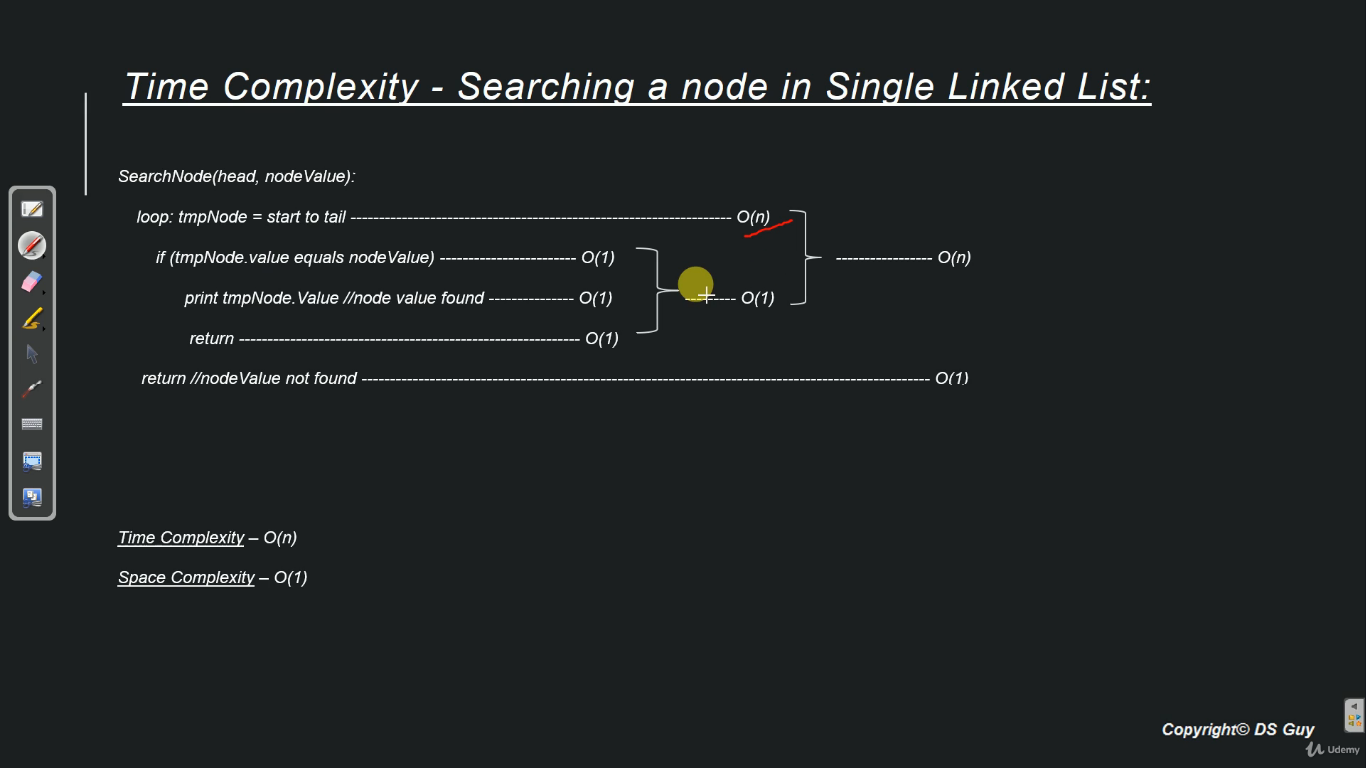 Time Complexity - Searching a node in Single Linked List:
SearchNode(head, nodeValue):
loop: tmpNode = start to tail ------------------------------------------------------------------- O(n)
if (tmpNode.value equals nodeValue) ------------------------ O(1) ----------------- O(n)
print tmpNode.Value //node value found --------------- O(1) --------- O(1)
return ------------------------------------------------------------ O(1)
return //nodeValue not found ---------------------------------------------------------------------------------------------------- O(1)
Time Complexity – O(n)
Space Complexity – O(1)
Copyright© DS Guy
Udemy